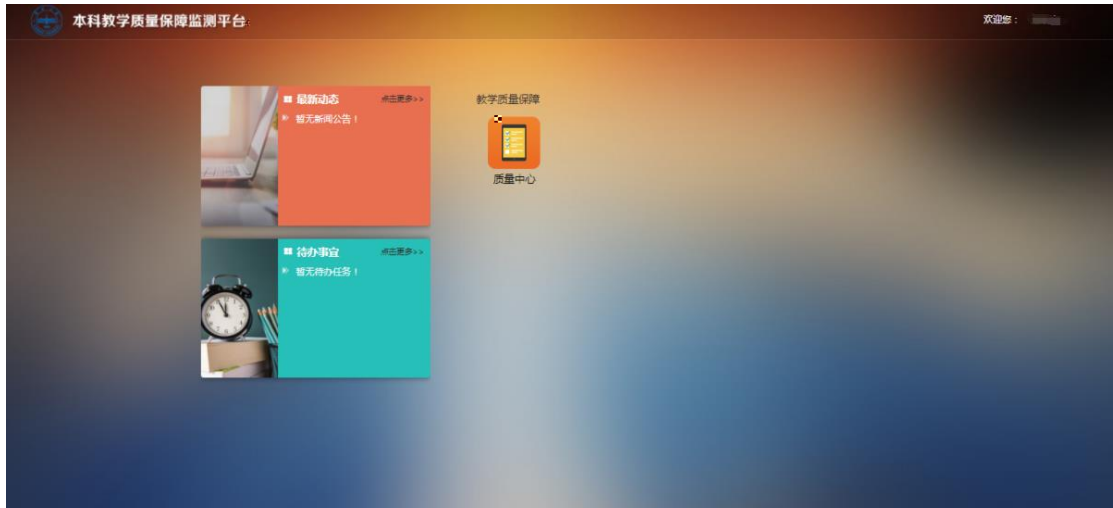 本科教学质量保障监测平台
欢迎您：
最新动态 点击更多>>
暂无新闻公告！
教学质量保障
质量中心
待办事宜 点击更多>>
暂无待办任务！